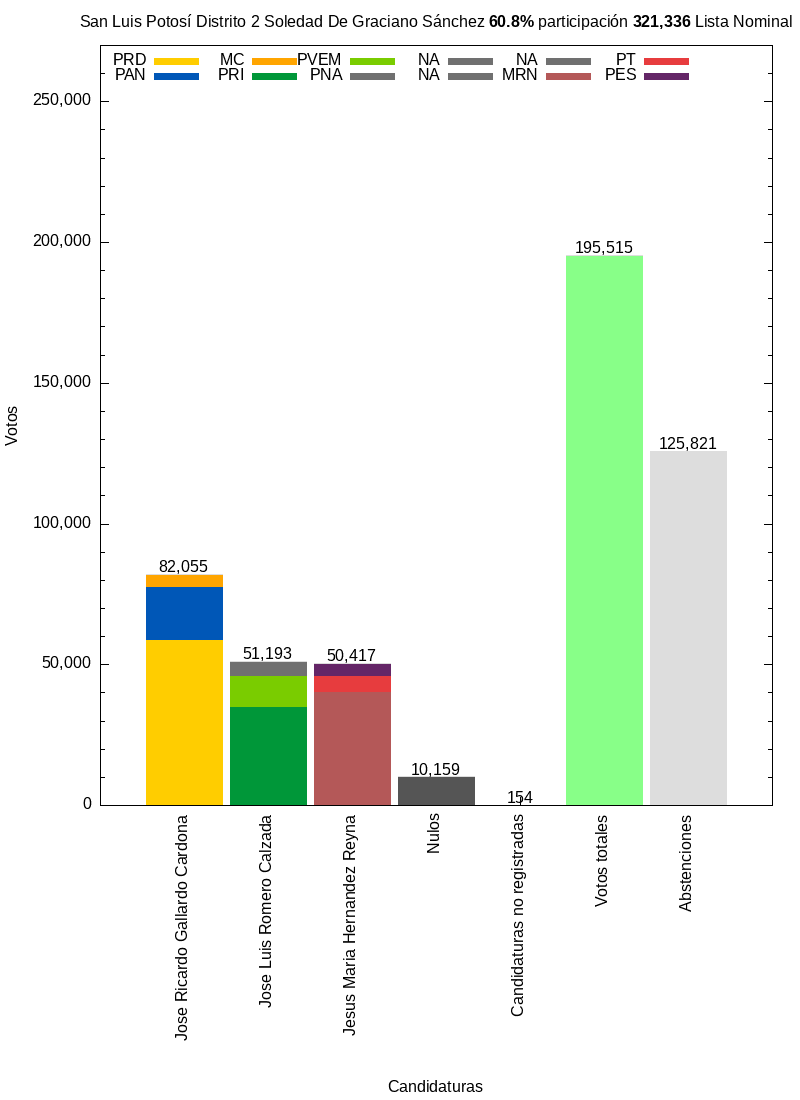 San Luis Potosí Distrito 2 Soledad De Graciano Sánchez 60.8% participación 321,336 Lista Nominal
PRD MC PVEM NA NA PT
PAN PRI PNA NA MRN PES
250,000
200,000
150,000
100,000
50,000
0
Votos
82,055
51,193
50,417
10,159
154
195,515
125,821
Jose Ricardo Gallardo Cardona
Jose Luis Romero Calzada
Jesus Maria Hernandez Reyna
Nulos
Candidaturas no registradas
Votos totales
Abstenciones
Candidaturas